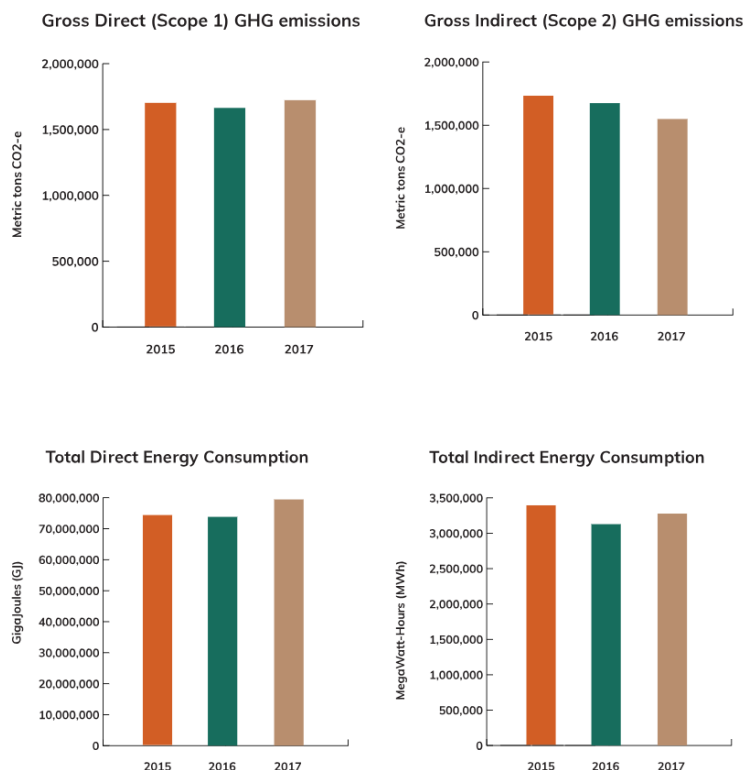 Gross Direct (Scope 1) GHG emissions
Metric tons CO2-e
2,000,000
1,500,000
1,000,000
500,000
0
2015 2016 2017
Gross Indirect (Scope 2) GHG emissions
Metric tons CO2-e
2,000,000
1,500,000
1,000,000
500,000
0
2015 2016 2017
Total Direct Energy Consumption
GigaJoules (GJ)
80,000,000
70,000,000
60,000,000
50,000,000
40,000,000
30,000,000
20,000,000
10,000,000
0
2015 2016 2017
Total Indirect Energy Consumption
MegaWatt-Hours (MWh)
3,500,000
3,000,000
2,500,000
2,000,000
1,500,000
1,000,000
500,000
0
2015 2016 2017